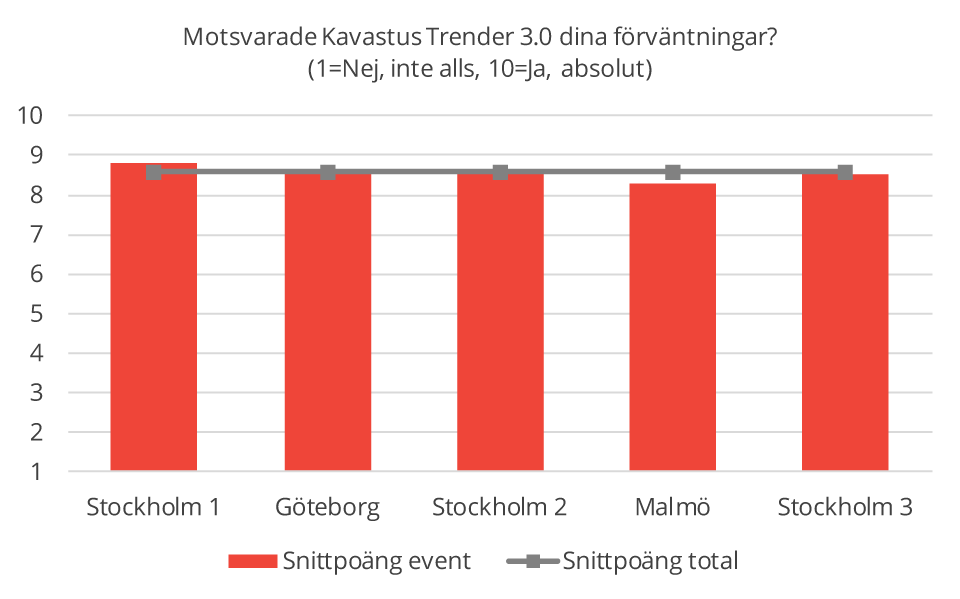 Motsvarade Kavastus Trender 3.0 dina förväntningar?
(1=Nej, inte alls, 10=Ja, absolut)
10
9
8
7
6
5
4
3
2
1
Stockholm 1 Göteborg Stockholm 2 Malmö Stockholm 3
Snittpoäng event Snittpoäng total